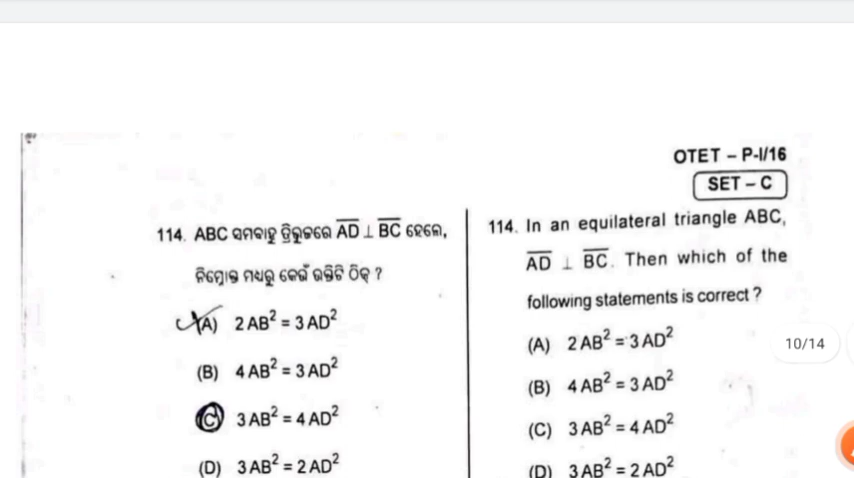 OTET – P-I/16
SET – C
114. ABC ସମବାହୁ ତ୍ରିଭୁଜରେ AD ⊥ BC ହେଲେ,
ନିମ୍ନୋକ୍ତ ମଧ୍ୟରୁ କେଉଁ ଉକ୍ତିଟି ଠିକ୍ ?
(A) 2 AB² = 3 AD²
(B) 4 AB² = 3 AD²
(C) 3 AB² = 4 AD²
(D) 3 AB² = 2 AD²
114. In an equilateral triangle ABC,
AD ⊥ BC. Then which of the
following statements is correct ?
(A) 2 AB² = 3 AD²
(B) 4 AB² = 3 AD²
(C) 3 AB² = 4 AD²
(D) 3 AB² = 2 AD²
10/14